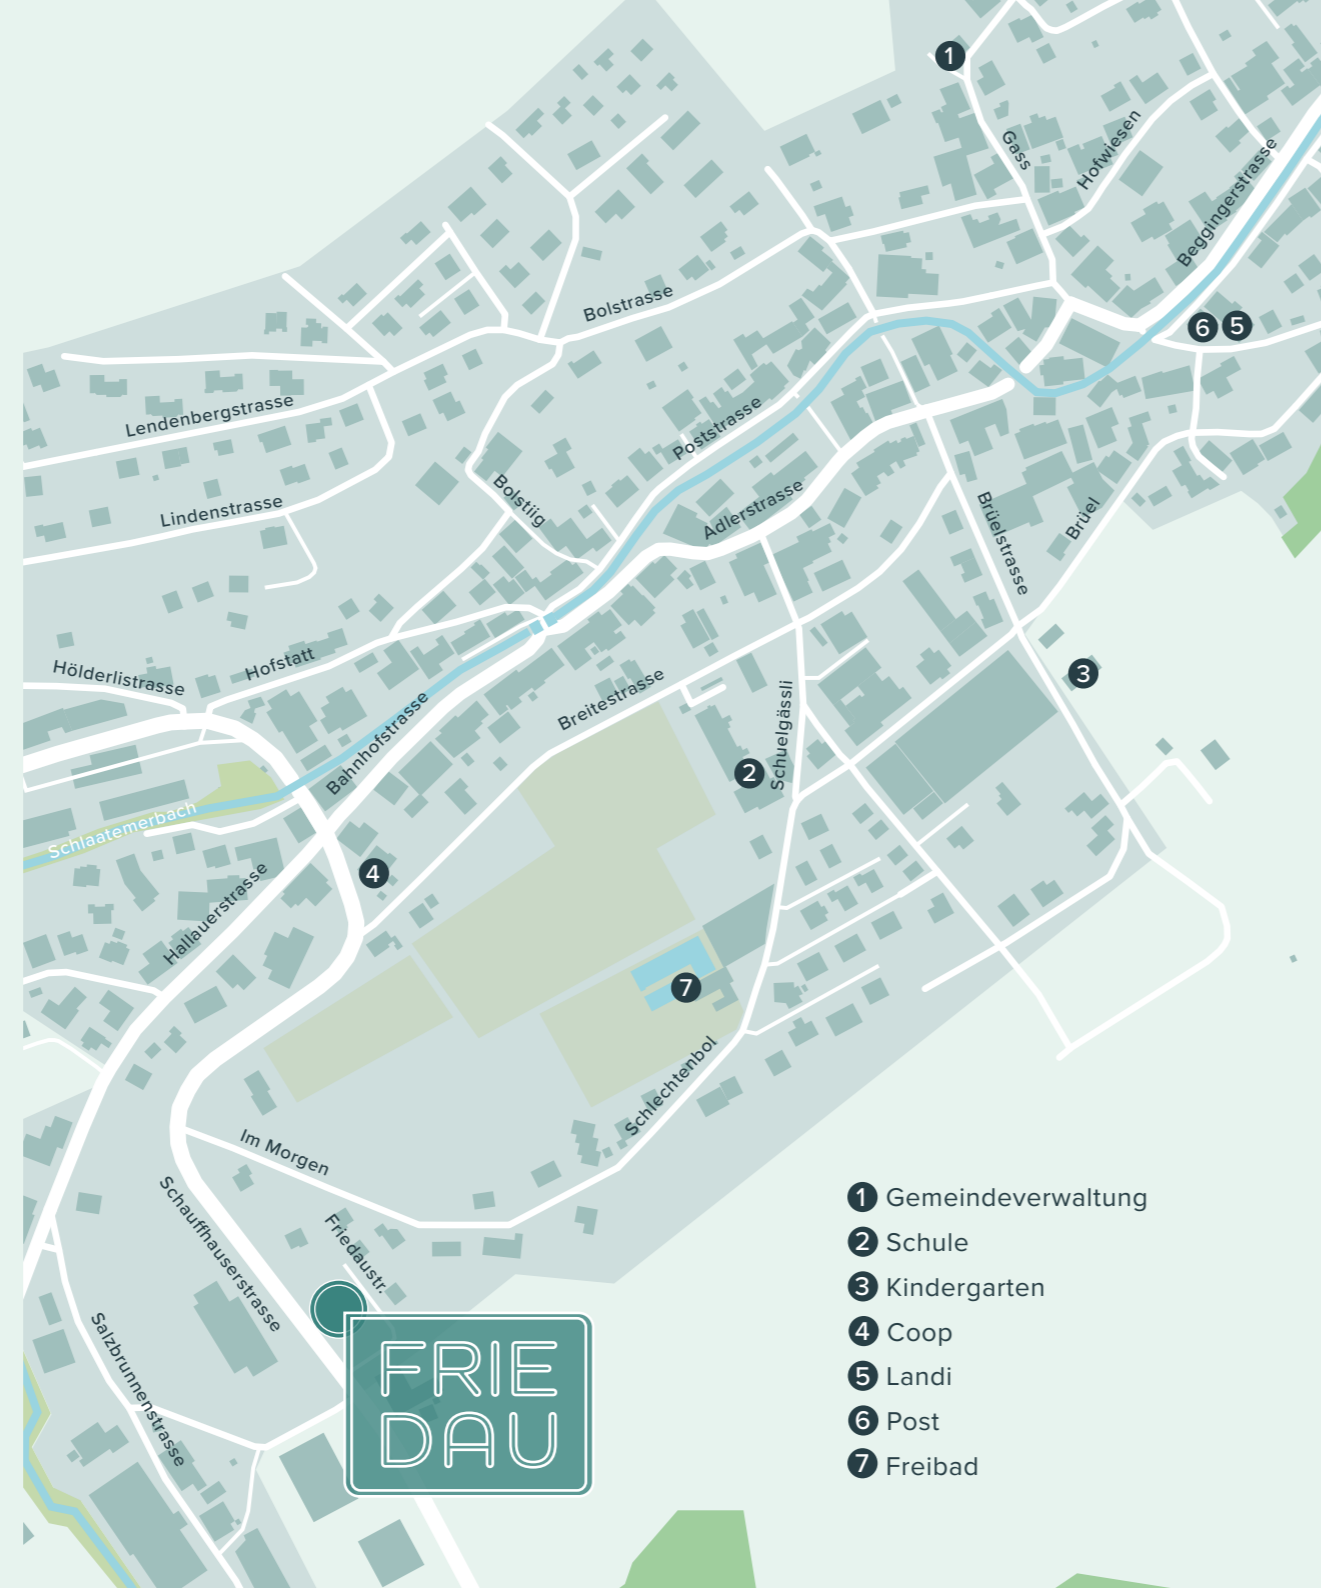 1
Gass
Hofwiesen
Beggingerstrasse
6 5
Bolstrasse
Lendenbergstrasse
Poststrasse
Lindenstrasse
Bolstiig
Adlerstrasse
Brüelstrasse
Brüel
Hölderlistrasse
Hofstatt
Breitestrasse
3
Schuelgässli
Bahnhofstrasse
2
Schlaatemerbach
4
Hallauerstrasse
7
Schlechtenbol
Im Morgen
Schauffhauserstrasse
Friedaustr.
Salzbrunnenstrasse
FRIE
DAU
1 Gemeindeverwaltung
2 Schule
3 Kindergarten
4 Coop
5 Landi
6 Post
7 Freibad